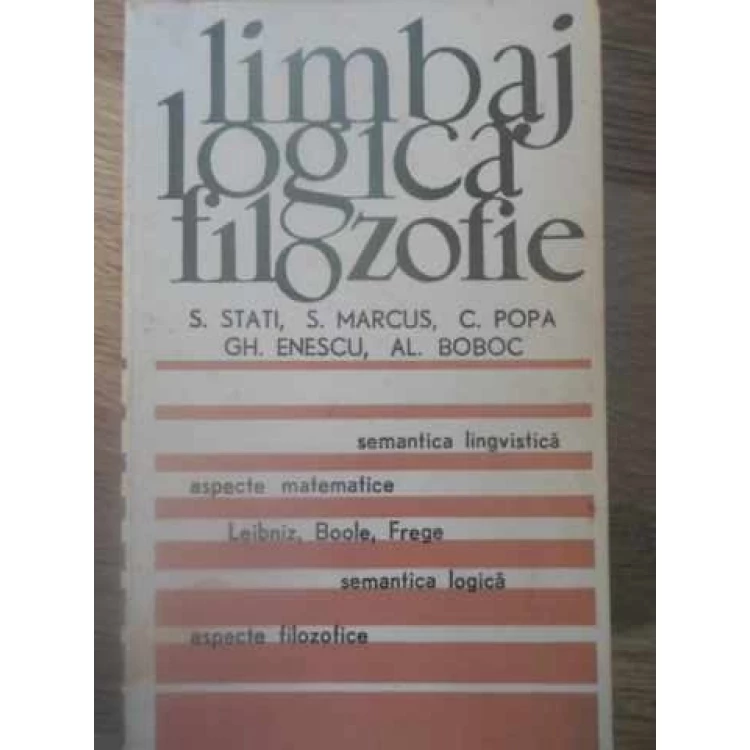 limbaj
logică
filozofie
S. STATI, S. MARCUS, C. POPA
GH. ENESCU, AL. BOBOC
semantica lingvistică
aspecte matematice
Leibniz, Boole, Frege
semantica logică
aspecte filozofice